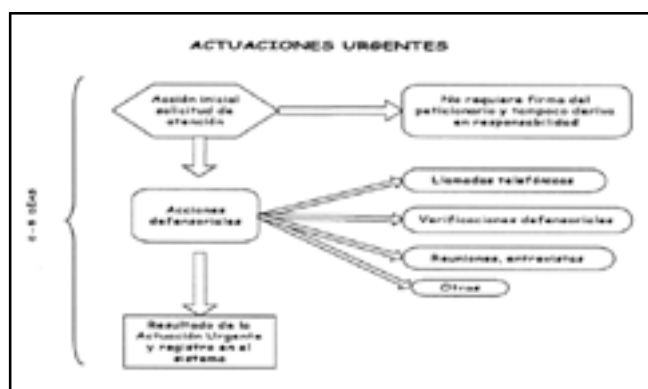 ACTUACIONES URGENTES
Acción inicial
solicitud de
atención
No requiere firma del
peticionario y tampoco deriva
en responsabilidad
Llamadas telefónicas
Acciones
defensoriales
Verificaciones defensoriales
Reuniones, entrevistas
Otros
Resultado de la
Actuación Urgente
y registro en el
sistema
DÍAS